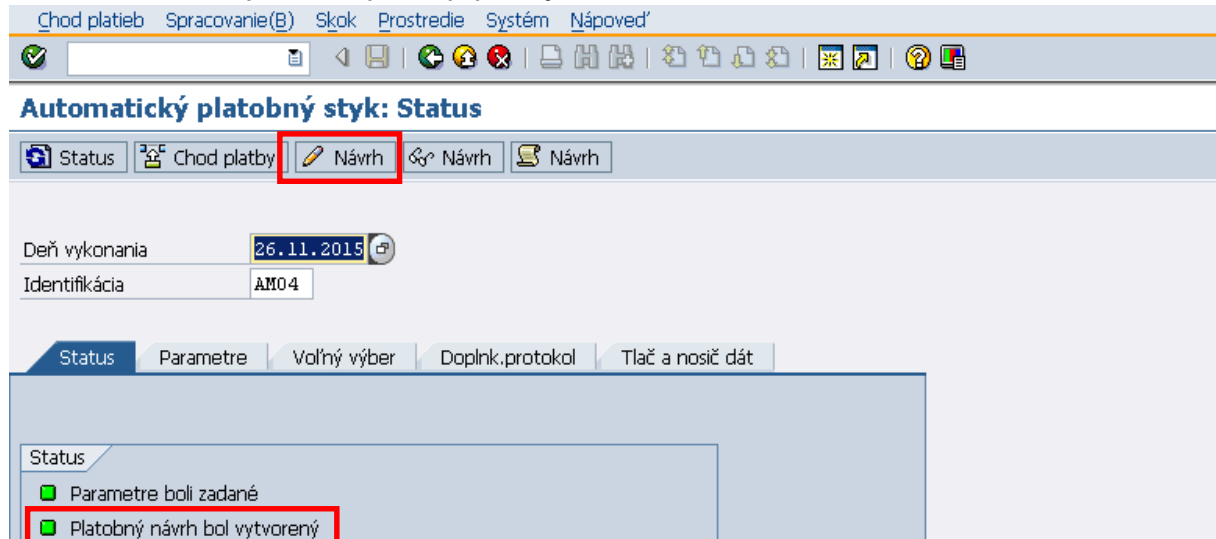 Chod platieb Spracovanie(B) Skok Prostredie Systém Nápoveď
Automatický platobný styk: Status
Status Chod platby Návrh Návrh Návrh
Deň vykonania 26.11.2015
Identifikácia AM04
Status Parametre Voľný výber Doplnk.protokol Tlač a nosič dát
Status
Parametre boli zadané
Platobný návrh bol vytvorený